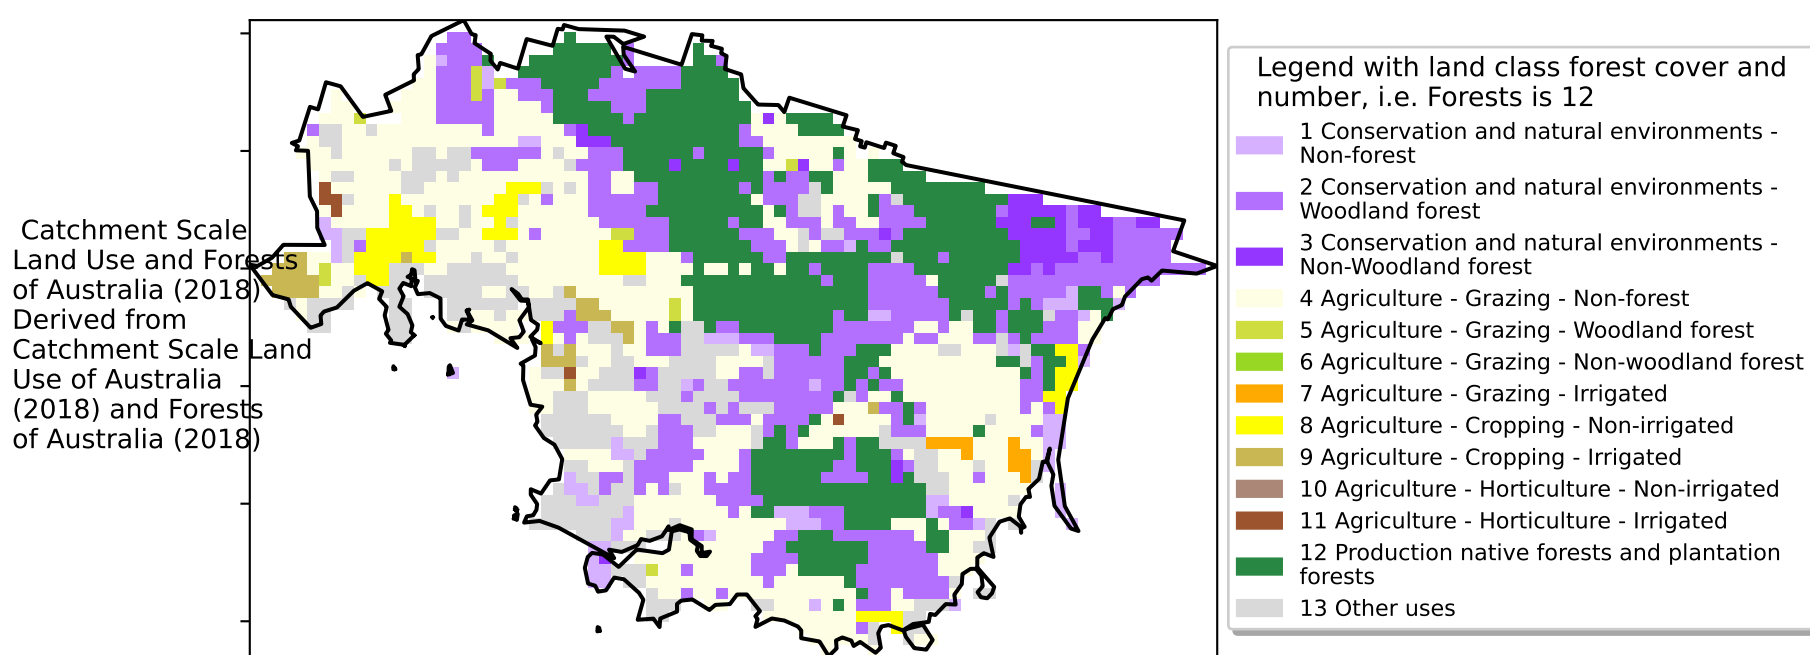 Catchment Scale
Land Use and Forests
of Australia (2018)
Derived from
Catchment Scale Land
Use of Australia
(2018) and Forests
of Australia (2018)
Legend with land class forest cover and
number, i.e. Forests is 12
1 Conservation and natural environments -
Non-forest
2 Conservation and natural environments -
Woodland forest
3 Conservation and natural environments -
Non-Woodland forest
4 Agriculture - Grazing - Non-forest
5 Agriculture - Grazing - Woodland forest
6 Agriculture - Grazing - Non-woodland forest
7 Agriculture - Grazing - Irrigated
8 Agriculture - Cropping - Non-irrigated
9 Agriculture - Cropping - Irrigated
10 Agriculture - Horticulture - Non-irrigated
11 Agriculture - Horticulture - Irrigated
12 Production native forests and plantation
forests
13 Other uses